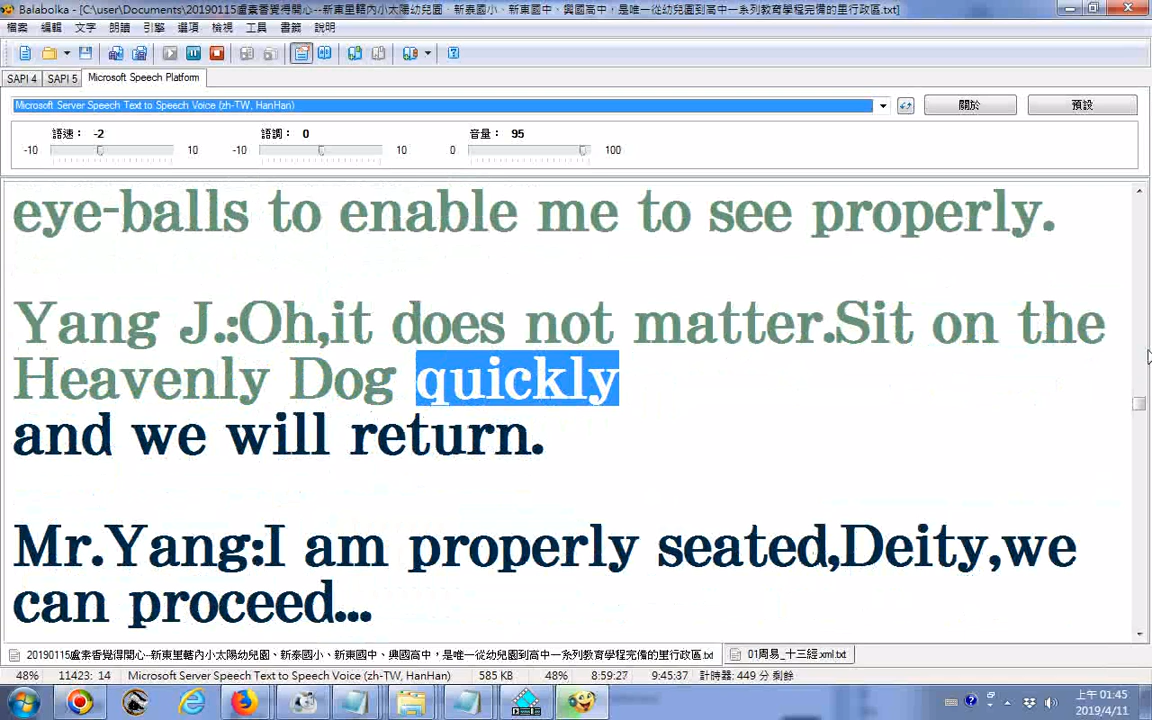 Balabolka - [C:\user\Documents\20190115盧素香覺得開心--新東里轄內小太陽幼兒園、新泰國小、新東國中、興國高中，是唯一從幼兒園到高中一系列教育學程完備的里行政區.txt]
檔案 編輯 文字 朗讀 引擎 選項 檢視 工具 書籤 說明
SAPI 4 SAPI 5 Microsoft Speech Platform
Microsoft Server Speech Text to Speech Voice (zh-TW, HanHan) 關於 預設
語速： -2 語調： 0 音量： 95
-10 10 -10 10 0 100
eye-balls to enable me to see properly.
Yang J.:Oh,it does not matter.Sit on the
Heavenly Dog quickly
and we will return.
Mr.Yang:I am properly seated,Deity,we
can proceed...
20190115盧素香覺得開心--新東里轄內小太陽幼兒園、新泰國小、新東國中、興國高中，是唯一從幼兒園到高中一系列教育學程完備的里行政區.txt 01周易_十三經.xml.txt
48% 11423: 14 Microsoft Server Speech Text to Speech Voice (zh-TW, HanHan) 585 KB 48% 8:59:27 9:45:37 計時器: 449 分 剩餘
上午 01:45
2019/4/11